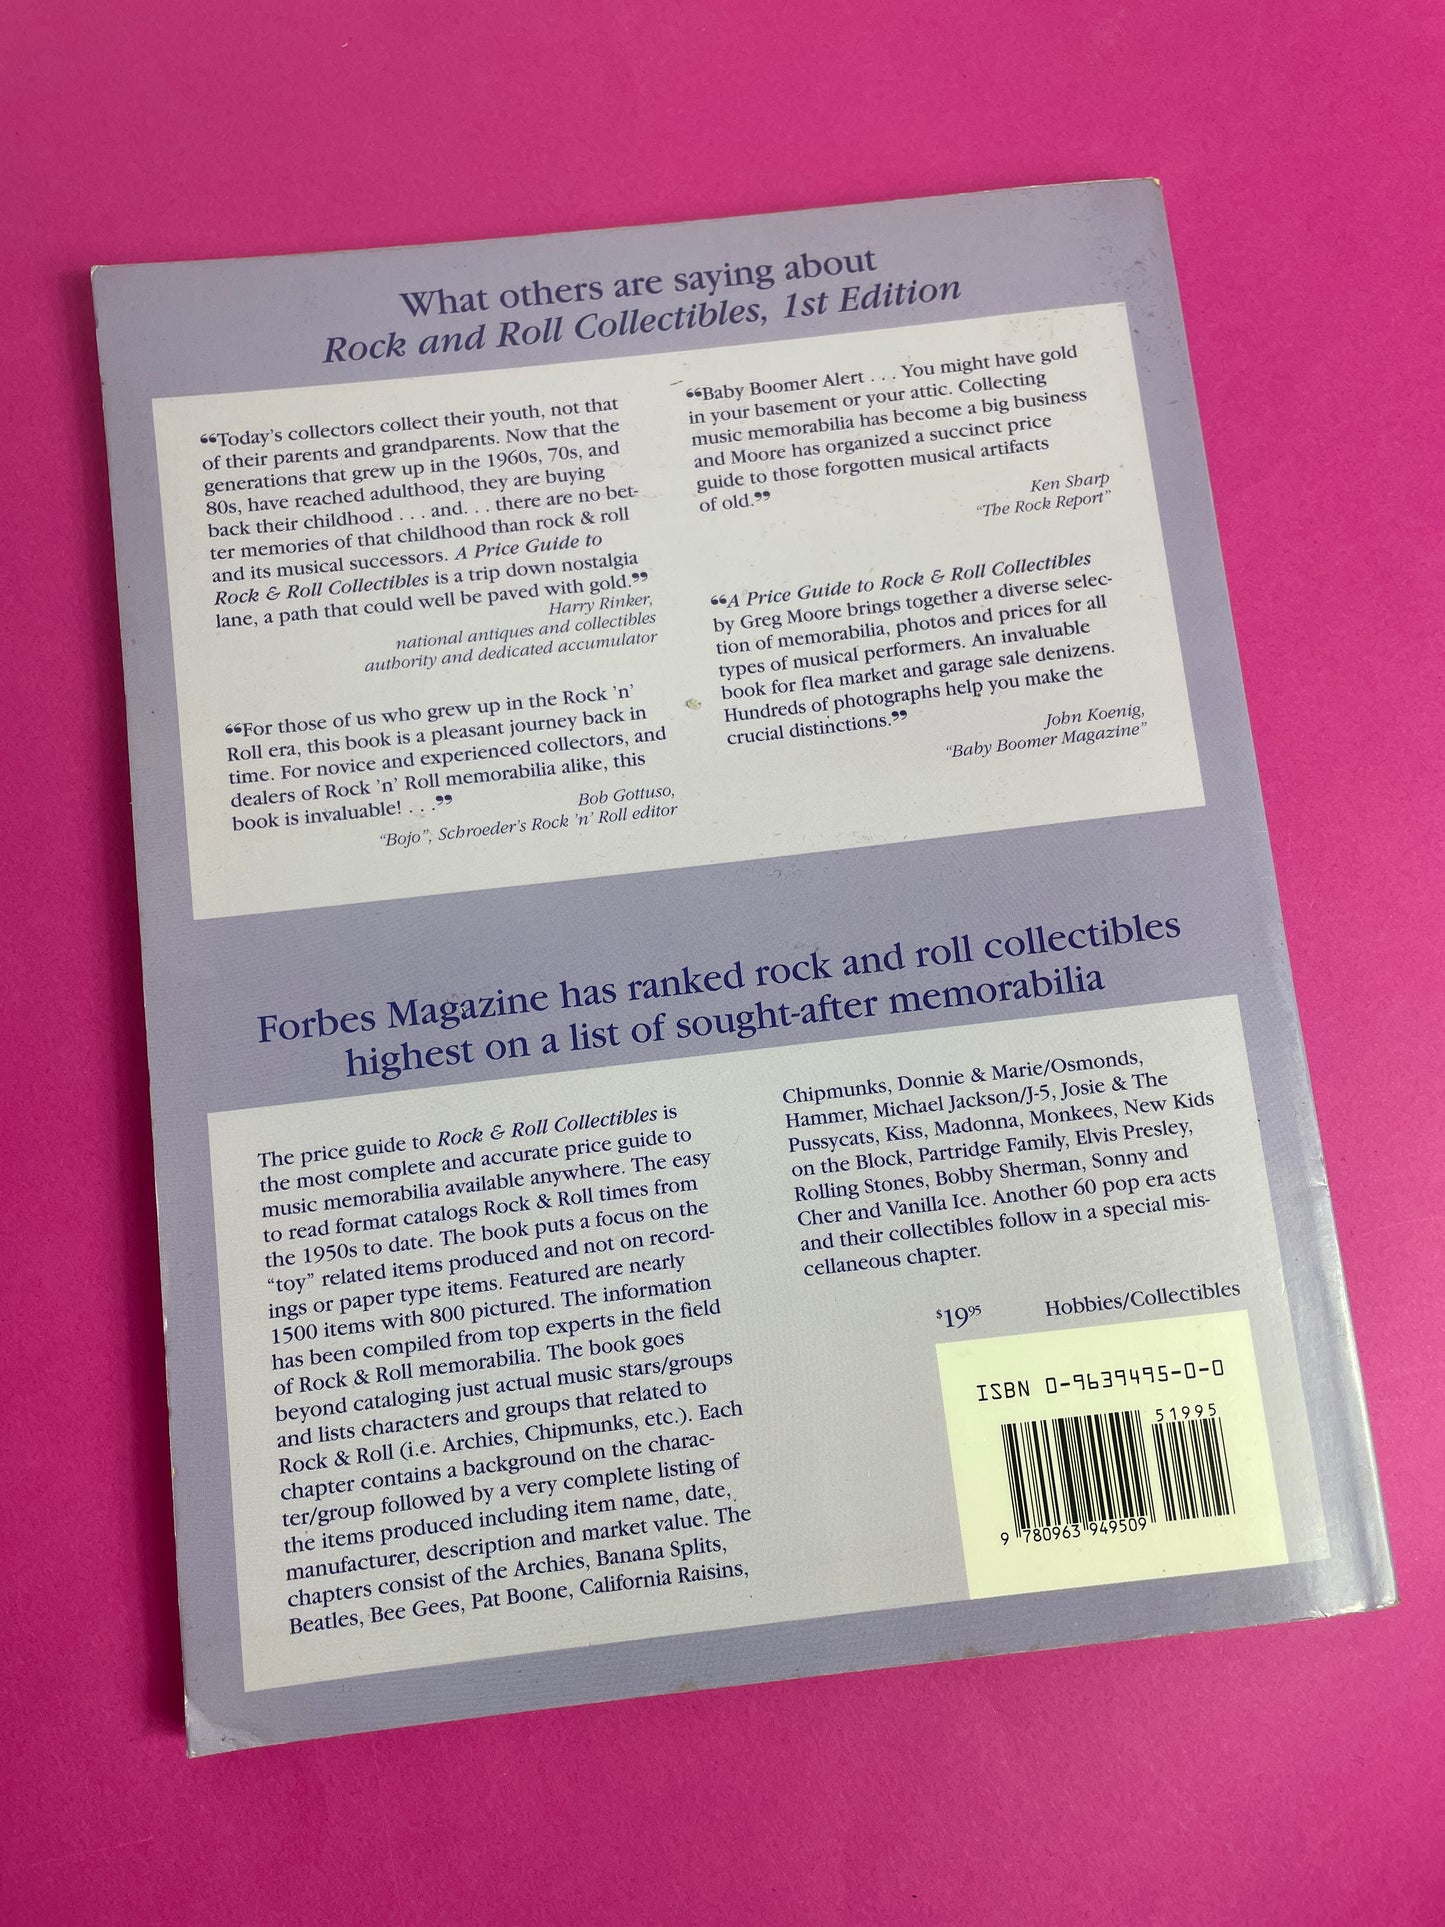 What others are saying about
Rock and Roll Collectibles, 1st Edition
“Today’s collectors collect their youth, not that
of their parents and grandparents. Now that the
generations that grew up in the 1960s, 70s, and
80s, have reached adulthood, they are buying
back their childhood . . . and. . . there are no bet-
ter memories of that childhood than rock & roll
and its musical successors. A Price Guide to
Rock & Roll Collectibles is a trip down nostalgia
lane, a path that could well be paved with gold.”
Harry Rinker,
national antiques and collectibles
authority and dedicated accumulator
“For those of us who grew up in the Rock ’n’
Roll era, this book is a pleasant journey back in
time. For novice and experienced collectors, and
dealers of Rock ’n’ Roll memorabilia alike, this
book is invaluable! . . .”
Bob Gottuso,
“Bojo”, Schroeder’s Rock ’n’ Roll editor
“Baby Boomer Alert . . . You might have gold
in your basement or your attic. Collecting
music memorabilia has become a big business
and Moore has organized a succinct price
guide to those forgotten musical artifacts
of old.”
Ken Sharp
“The Rock Report”
“A Price Guide to Rock & Roll Collectibles
by Greg Moore brings together a diverse selec-
tion of memorabilia, photos and prices for all
types of musical performers. An invaluable
book for flea market and garage sale denizens.
Hundreds of photographs help you make the
crucial distinctions.”
John Koenig,
“Baby Boomer Magazine”
Forbes Magazine has ranked rock and roll collectibles
highest on a list of sought-after memorabilia
The price guide to Rock & Roll Collectibles is
the most complete and accurate price guide to
music memorabilia available anywhere. The easy
to read format catalogs Rock & Roll times from
the 1950s to date. The book puts a focus on the
“toy” related items produced and not on record-
ings or paper type items. Featured are nearly
1500 items with 800 pictured. The information
has been compiled from top experts in the field
of Rock & Roll memorabilia. The book goes
beyond cataloging just actual music stars/groups
and lists characters and groups that related to
Rock & Roll (i.e. Archies, Chipmunks, etc.). Each
chapter contains a background on the charac-
ter/group followed by a very complete listing of
the items produced including item name, date,
manufacturer, description and market value. The
chapters consist of the Archies, Banana Splits,
Beatles, Bee Gees, Pat Boone, California Raisins,
Chipmunks, Donnie & Marie/Osmonds,
Hammer, Michael Jackson/J-5, Josie & The
Pussycats, Kiss, Madonna, Monkees, New Kids
on the Block, Partridge Family, Elvis Presley,
Rolling Stones, Bobby Sherman, Sonny and
Cher and Vanilla Ice. Another 60 pop era acts
and their collectibles follow in a special mis-
cellaneous chapter.
$19.95 Hobbies/Collectibles
ISBN 0-9639495-0-0
51995
9 780963 949509